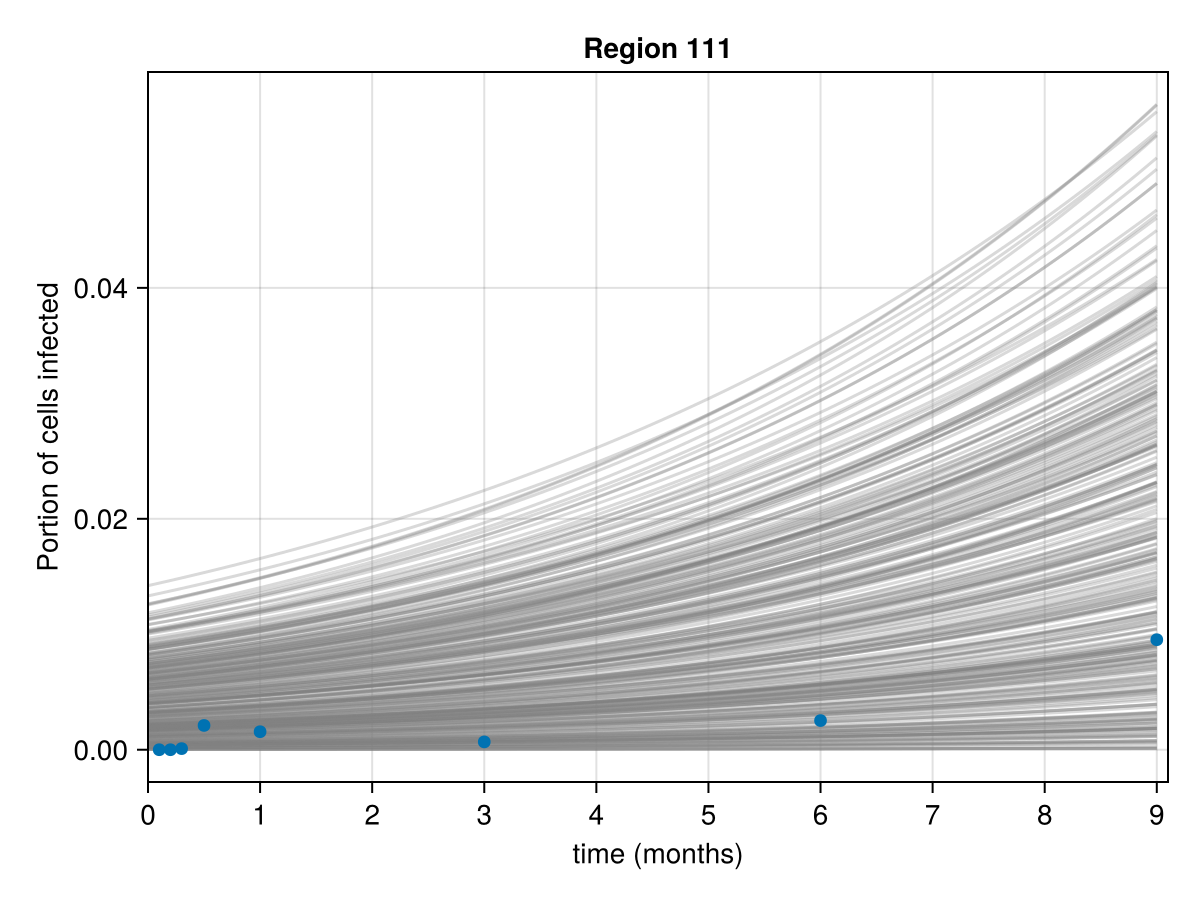 Region 111
Portion of cells infected
0.04
0.02
0.00
0 1 2 3 4 5 6 7 8 9
time (months)